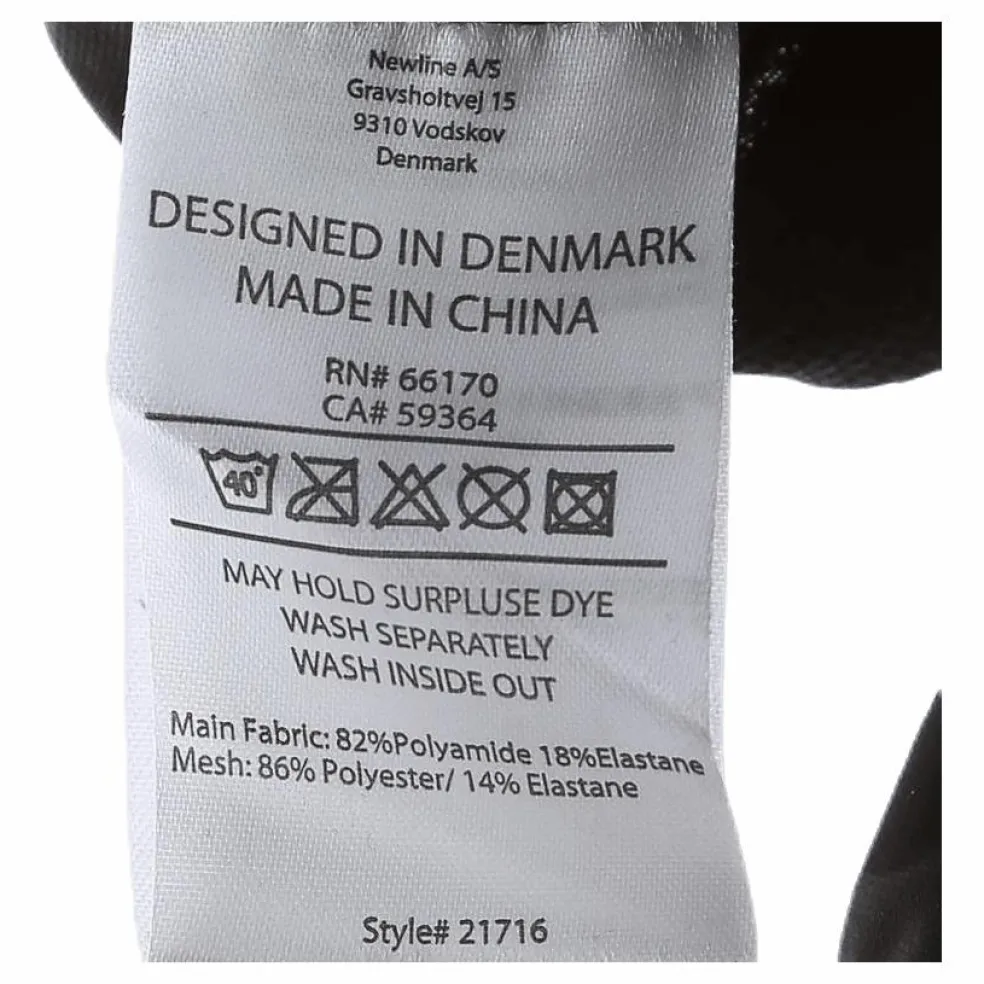 Newline A/S
Gravsholtvej 15
9310 Vodskov
Denmark
DESIGNED IN DENMARK
MADE IN CHINA
RN# 66170
CA# 59364
40°
MAY HOLD SURPLUSE DYE
WASH SEPARATELY
WASH INSIDE OUT
Main Fabric: 82%Polyamide 18%Elastane
Mesh: 86% Polyester/ 14% Elastane
Style# 21716